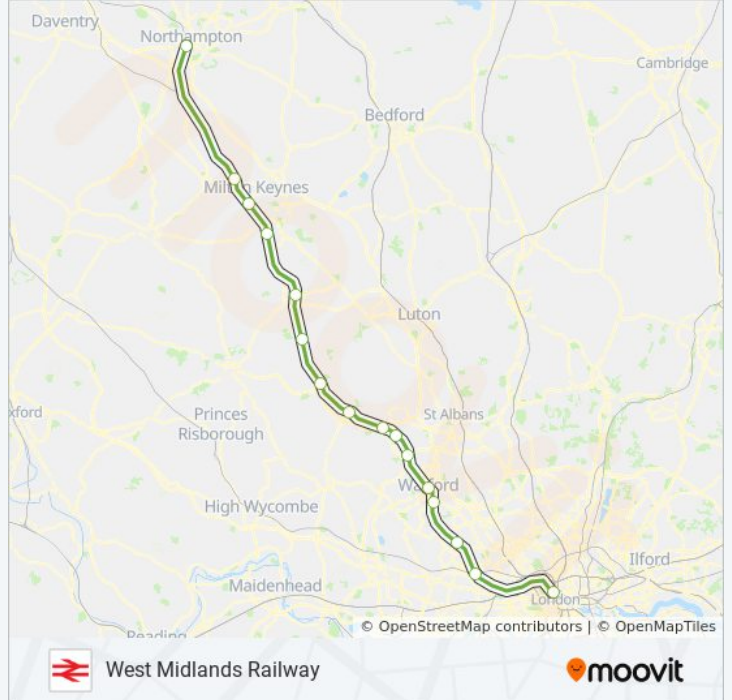 Daventry
Northampton
Cambridge
Bedford
Milton Keynes
Luton
xford
Princes
Risborough
St Albans
Watford
High Wycombe
Ilford
Maidenhead
London
Reading
© OpenStreetMap contributors | © OpenMapTiles
West Midlands Railway
moovit